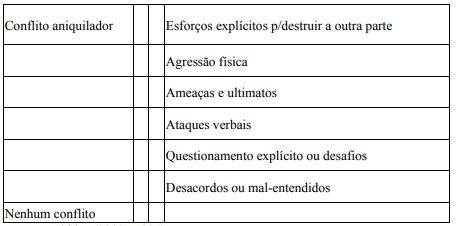 Conflito aniquilador Esforços explícitos p/destruir a outra parte
Agressão física
Ameaças e ultimatos
Ataques verbais
Questionamento explícito ou desafios
Desacordos ou mal-entendidos
Nenhum conflito